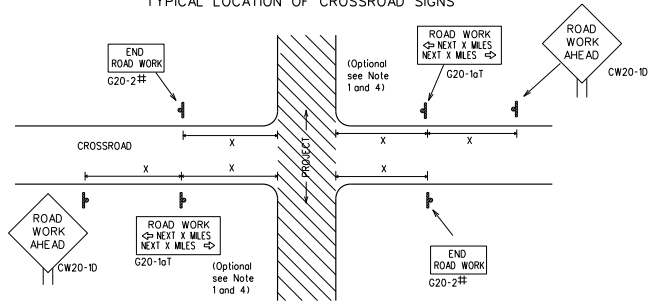 TYPICAL LOCATION OF CROSSROAD SIGNS
END
ROAD WORK
G20-2#
(Optional
see Note
1 and 4)
ROAD WORK
⇦ NEXT X MILES
NEXT X MILES ⇨
G20-1aT
ROAD
WORK
AHEAD
CW20-1D
CROSSROAD
X
X
X
PROJECT
X
X
X
ROAD
WORK
AHEAD
CW20-1D
ROAD WORK
⇦ NEXT X MILES
NEXT X MILES ⇨
G20-1aT
(Optional
see Note
1 and 4)
END
ROAD WORK
G20-2#